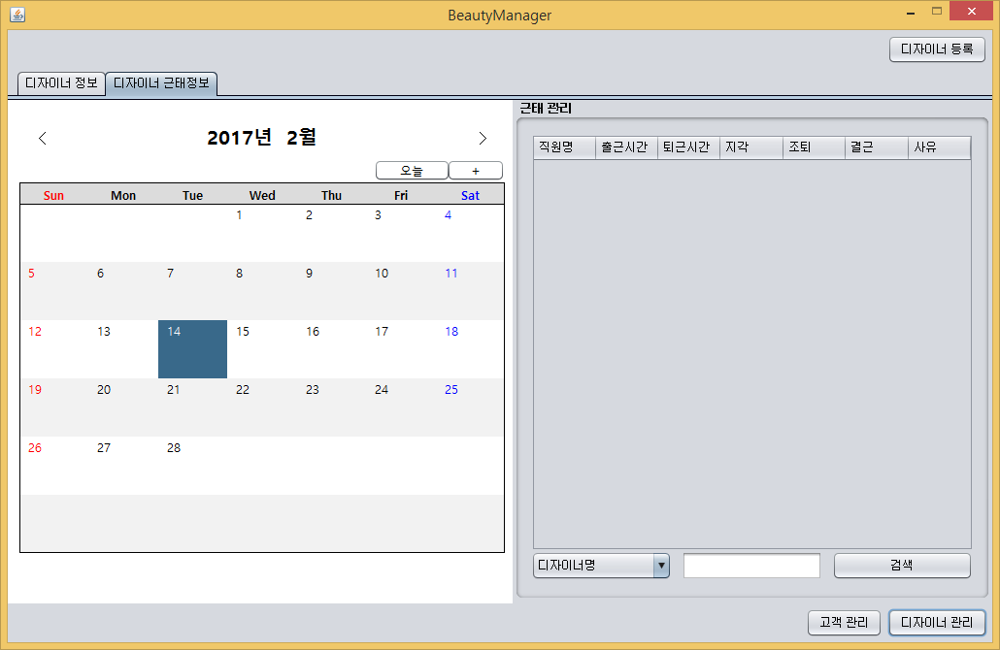 BeautyManager
디자이너 등록
디자이너 정보 디자이너 근태정보
2017년 2월
오늘 +
Sun Mon Tue Wed Thu Fri Sat
1 2 3 4
5 6 7 8 9 10 11
12 13 14 15 16 17 18
19 20 21 22 23 24 25
26 27 28
근태 관리
직원명 출근시간 퇴근시간 지각 조퇴 결근 사유
디자이너명 검색
고객 관리 디자이너 관리